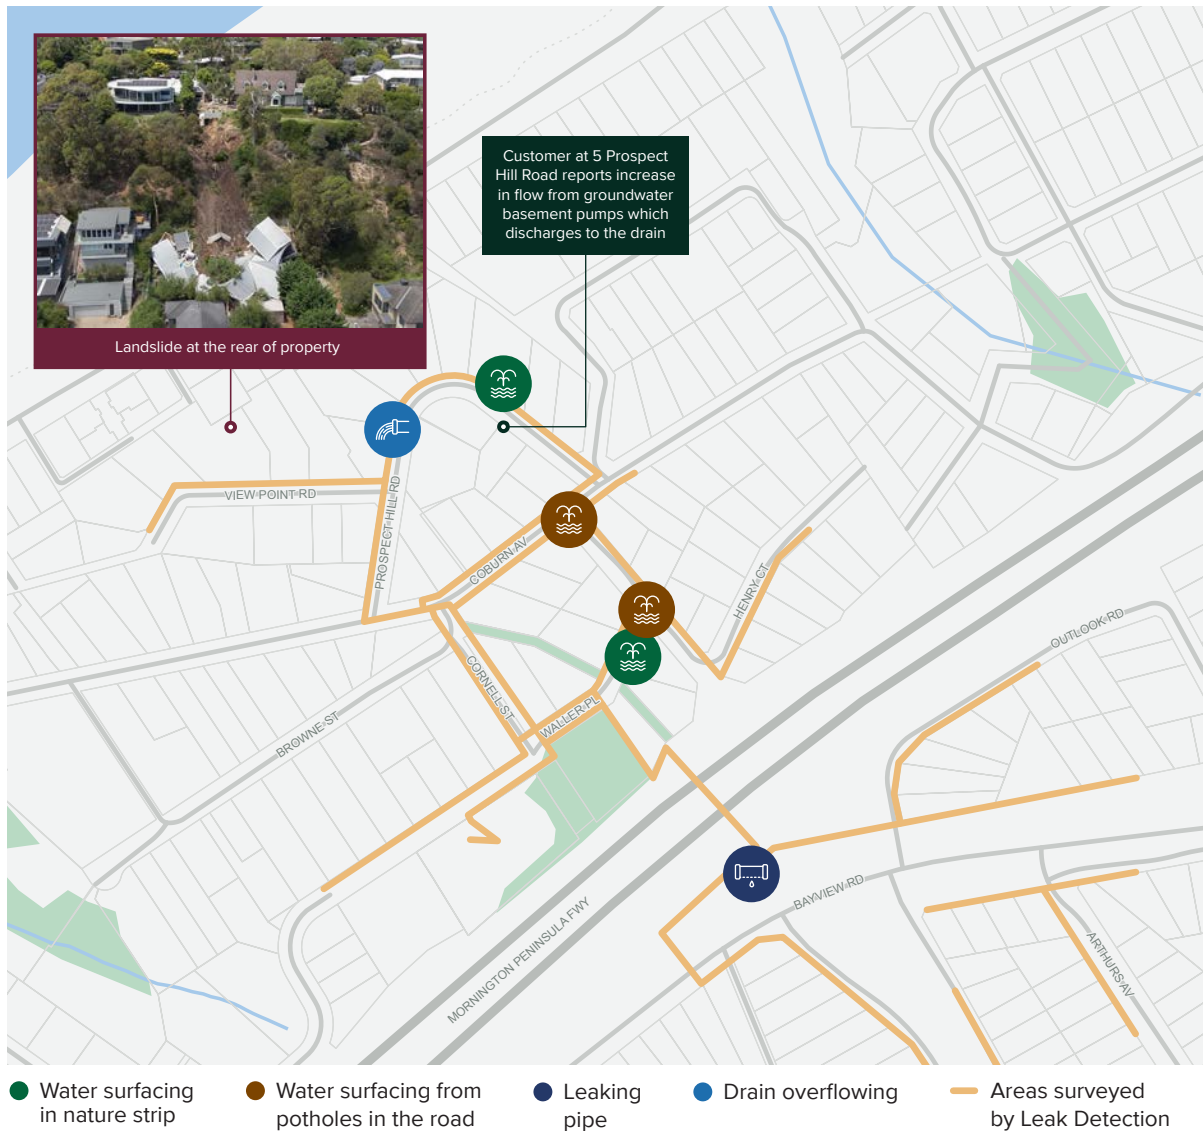 Customer at 5 Prospect
Hill Road reports increase
in flow from groundwater
basement pumps which
discharges to the drain
Landslide at the rear of property
VIEW POINT RD
PROSPECT HILL RD
COBURN AV
HENRY CT
CORNELL ST
WALLER PL
BROWNE ST
OUTLOOK RD
BAYVIEW RD
ARTHURS AV
MORNINGTON PENINSULA FWY
Water surfacing
in nature strip
Water surfacing from
potholes in the road
Leaking
pipe
Drain overflowing
Areas surveyed
by Leak Detection